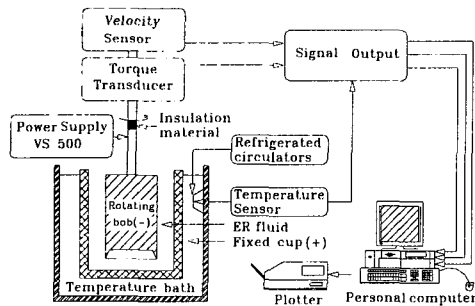 Velocity
Sensor
Torque
Transducer
Signal Output
Power Supply
VS 500
Insulation
material
Refrigerated
circulators
Temperature
Sensor
Rotating
bob(-)
ER fluid
Fixed cup(+)
Temperature bath
Plotter
Personal computer